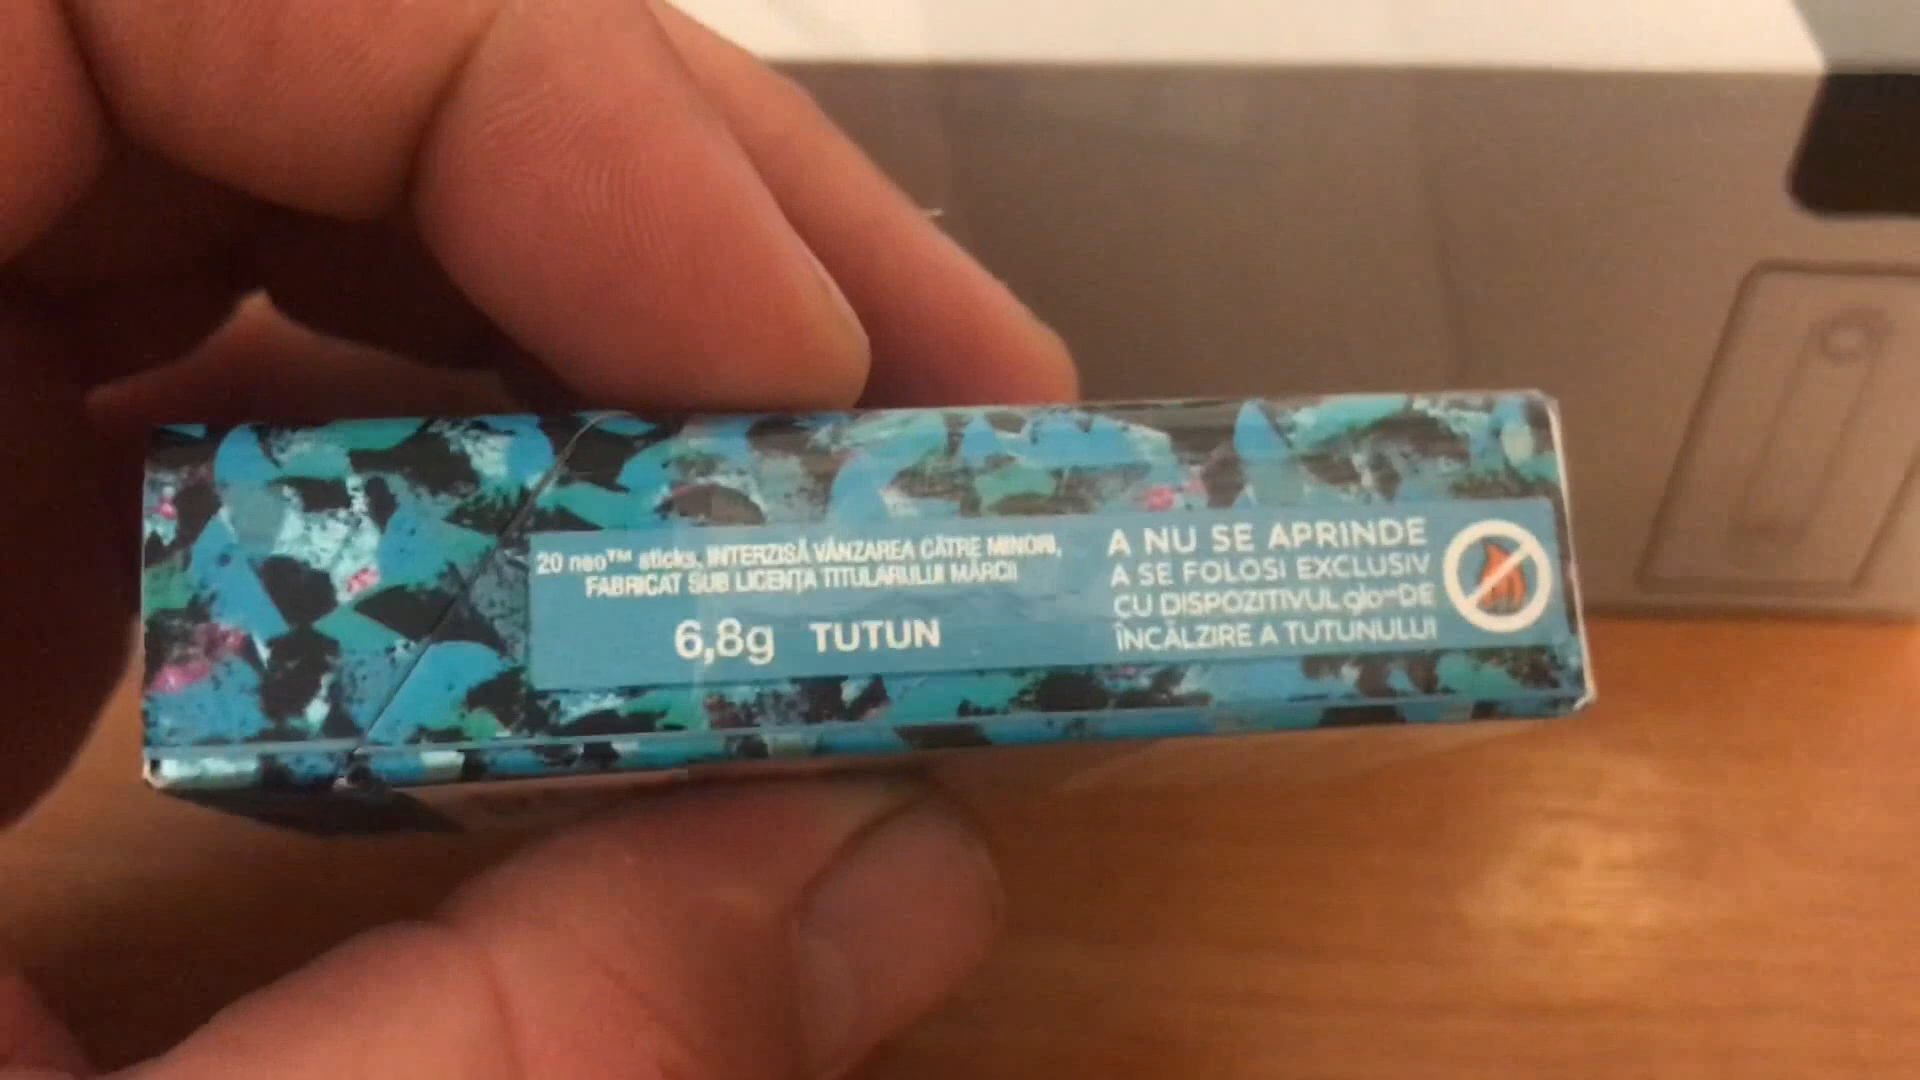 20 neo™ sticks, INTERZISĂ VÂNZAREA CĂTRE MINORI,
FABRICAT SUB LICENȚA TITULARULUI MĂRCII
6,8g TUTUN
A NU SE APRINDE
A SE FOLOSI EXCLUSIV
CU DISPOZITIVUL glo™ DE
ÎNCĂLZIRE A TUTUNULUI